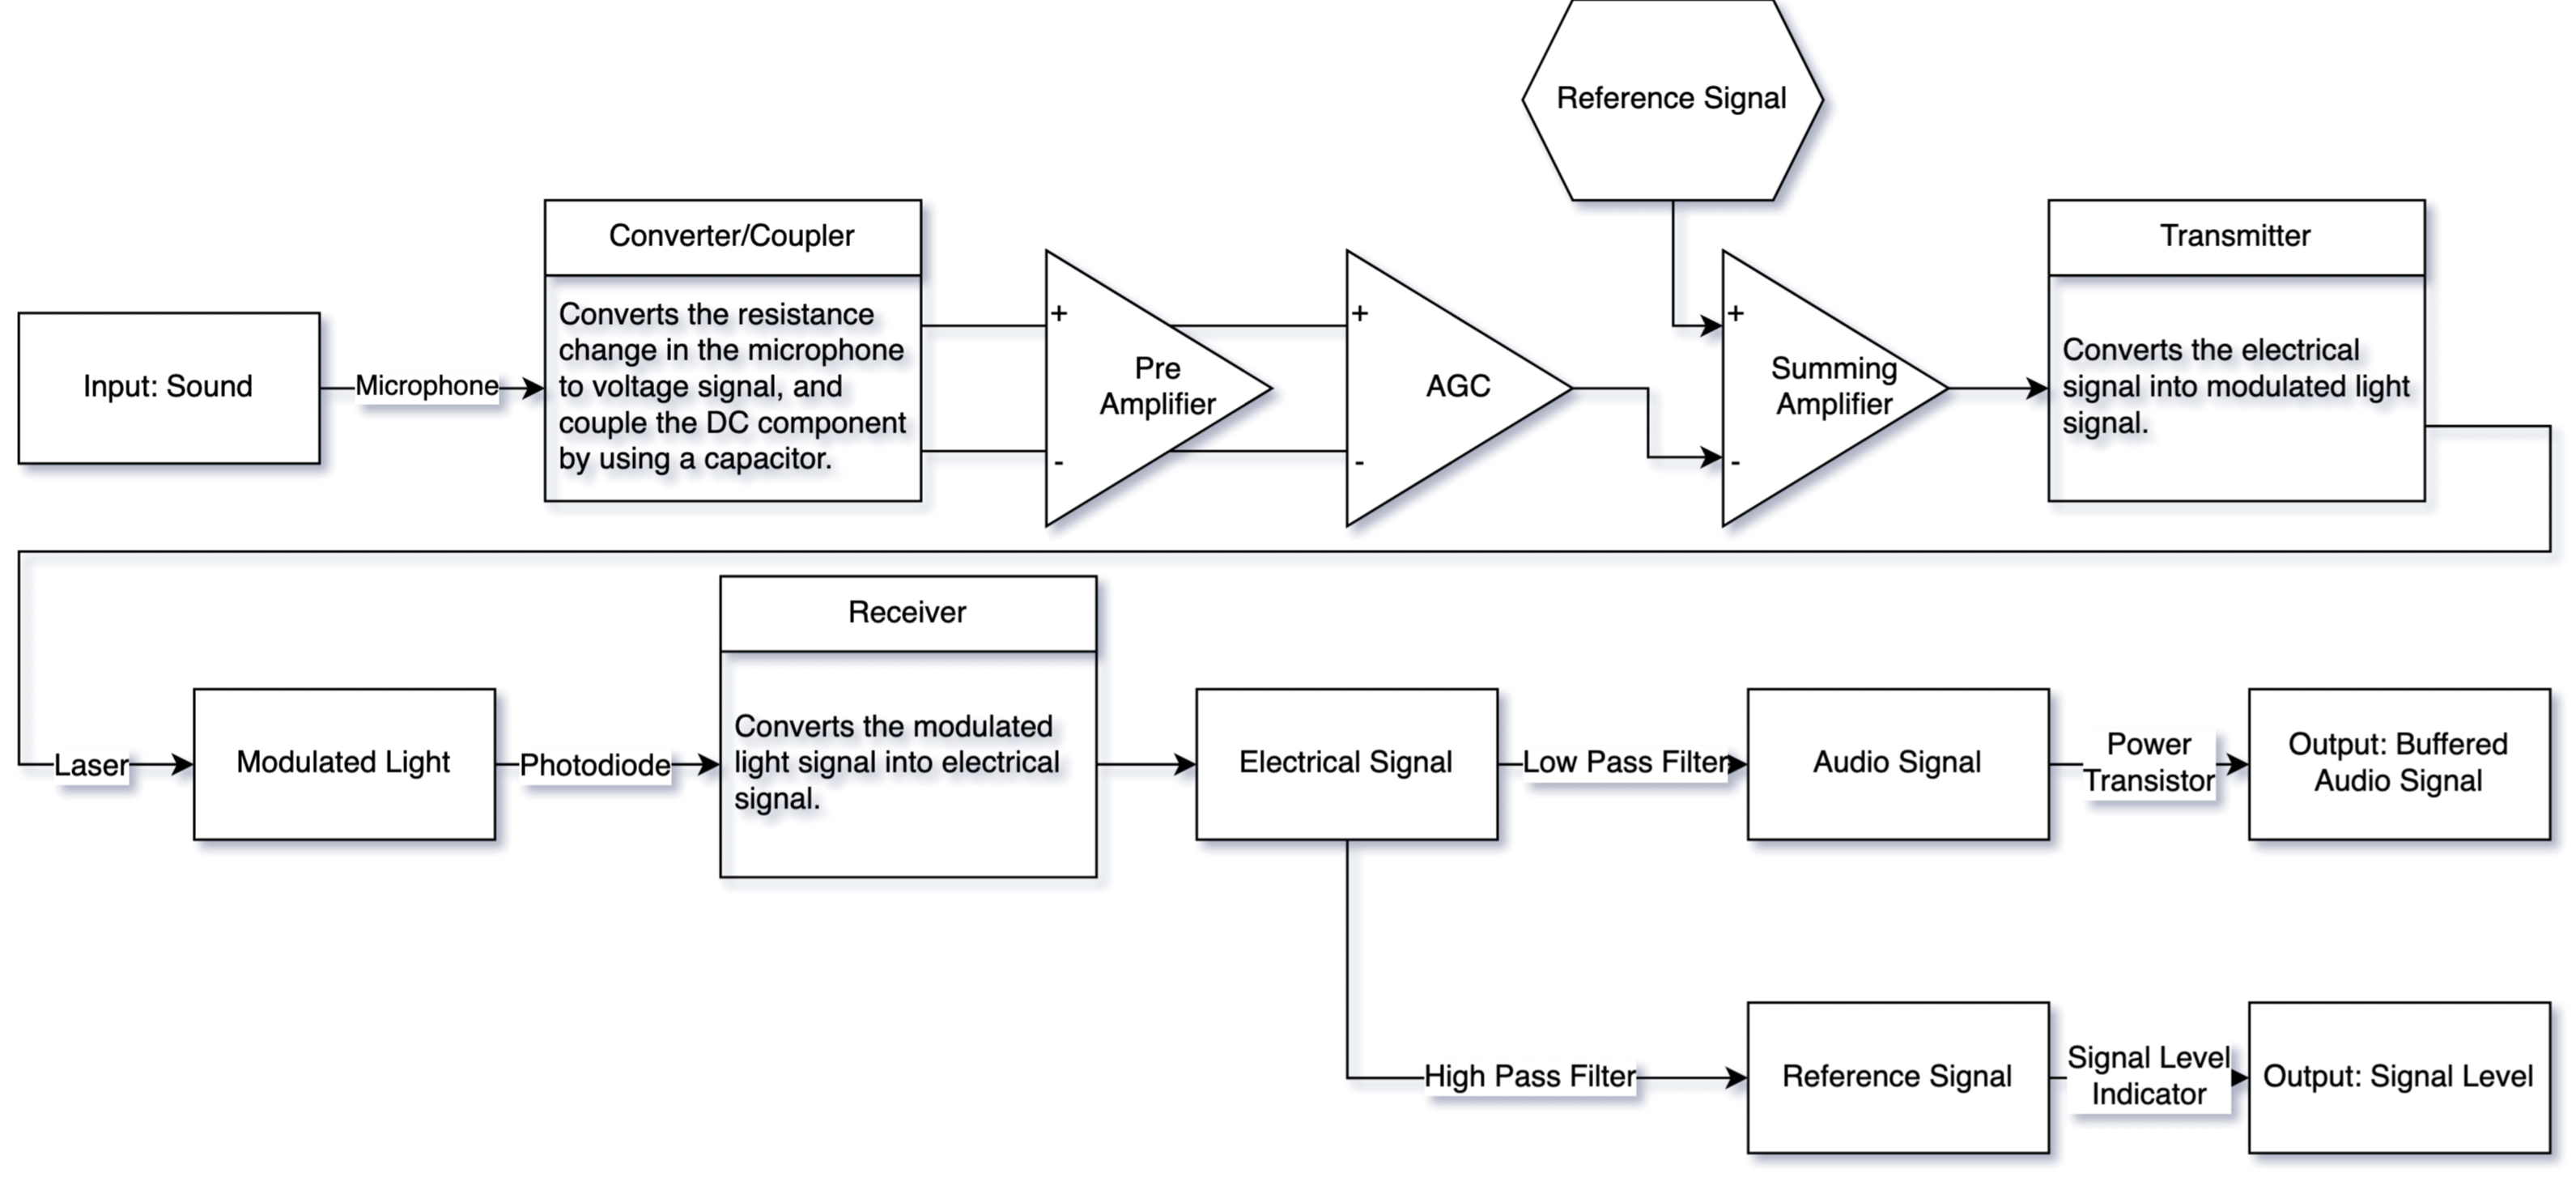 Reference Signal
Converter/Coupler
Transmitter
Input: Sound
Microphone
Converts the resistance
change in the microphone
to voltage signal, and
couple the DC component
by using a capacitor.
+
-
Pre
Amplifier
+
-
AGC
+
-
Summing
Amplifier
Converts the electrical
signal into modulated light
signal.
Laser
Modulated Light
Photodiode
Receiver
Converts the modulated
light signal into electrical
signal.
Electrical Signal
Low Pass Filter
Audio Signal
Power
Transistor
Output: Buffered
Audio Signal
High Pass Filter
Reference Signal
Signal Level
Indicator
Output: Signal Level